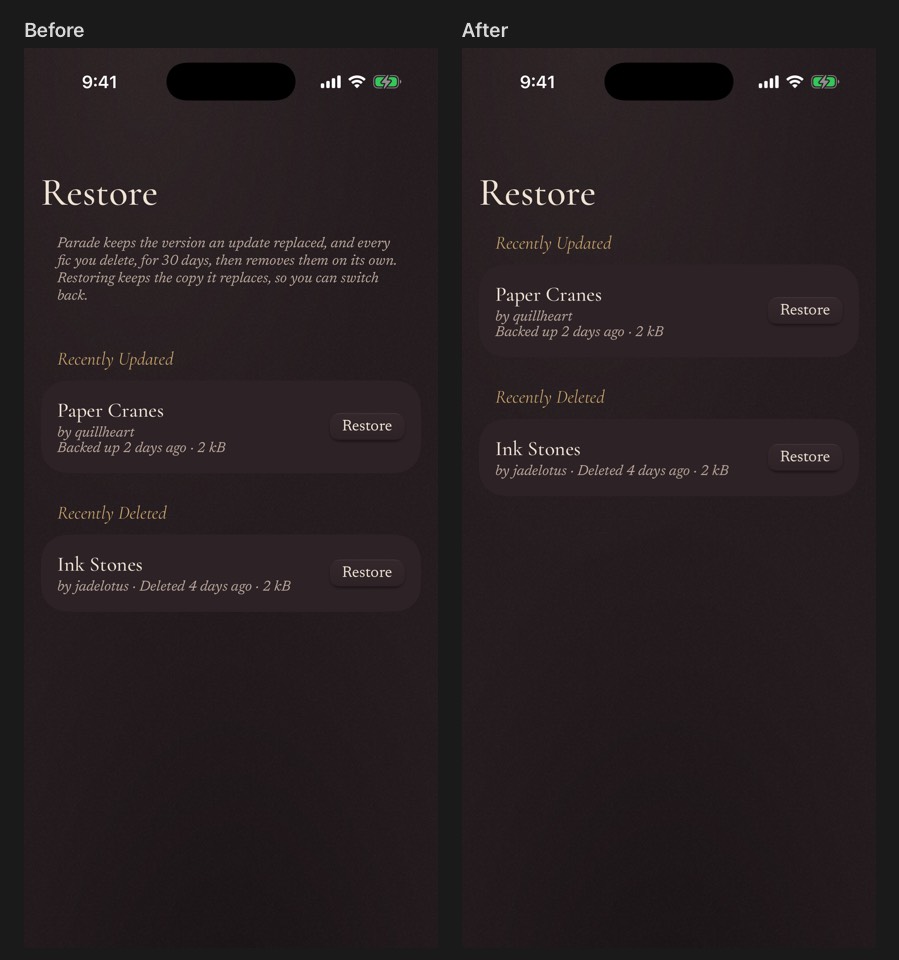 Before
9:41
Restore
Parade keeps the version an update replaced, and every
fic you delete, for 30 days, then removes them on its own.
Restoring keeps the copy it replaces, so you can switch
back.
Recently Updated
Paper Cranes
by quillheart
Backed up 2 days ago · 2 kB
Restore
Recently Deleted
Ink Stones
by jadelotus · Deleted 4 days ago · 2 kB
Restore
After
9:41
Restore
Recently Updated
Paper Cranes
by quillheart
Backed up 2 days ago · 2 kB
Restore
Recently Deleted
Ink Stones
by jadelotus · Deleted 4 days ago · 2 kB
Restore